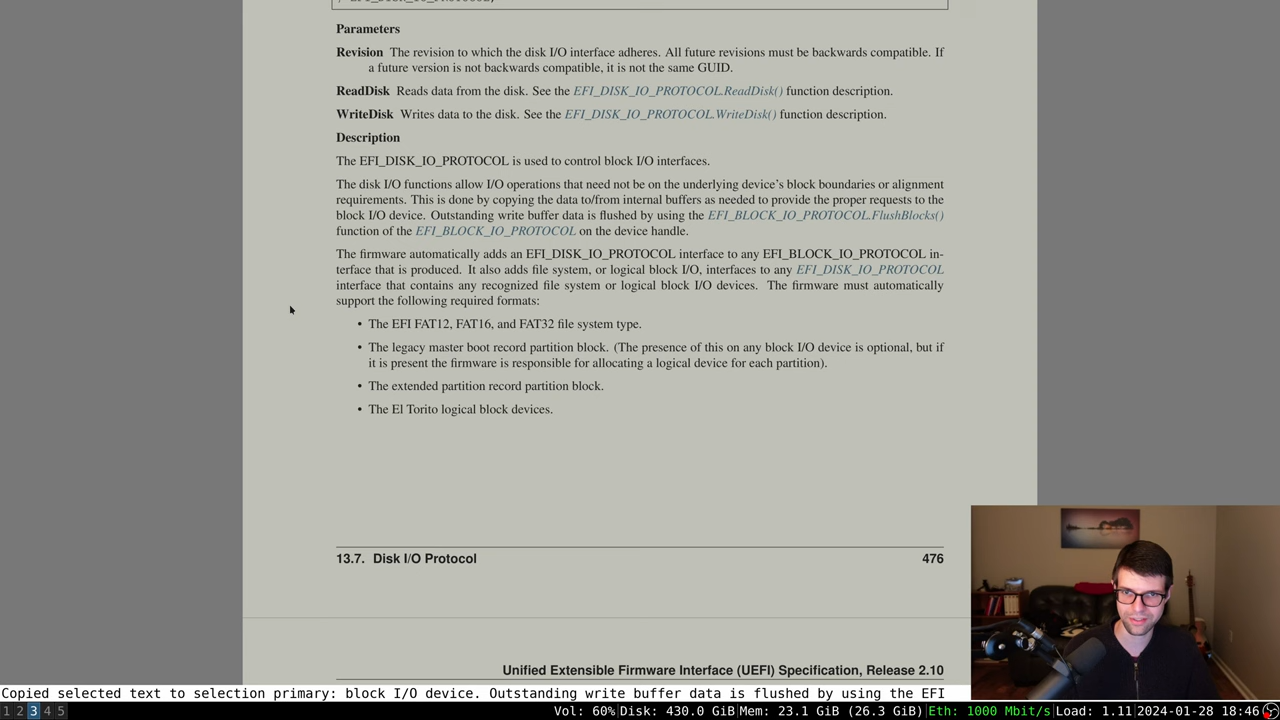 Parameters
Revision The revision to which the disk I/O interface adheres. All future revisions must be backwards compatible. If
a future version is not backwards compatible, it is not the same GUID.
ReadDisk Reads data from the disk. See the EFI_DISK_IO_PROTOCOL.ReadDisk() function description.
WriteDisk Writes data to the disk. See the EFI_DISK_IO_PROTOCOL.WriteDisk() function description.
Description
The EFI_DISK_IO_PROTOCOL is used to control block I/O interfaces.
The disk I/O functions allow I/O operations that need not be on the underlying device's block boundaries or alignment
requirements. This is done by copying the data to/from internal buffers as needed to provide the proper requests to the
block I/O device. Outstanding write buffer data is flushed by using the EFI_BLOCK_IO_PROTOCOL.FlushBlocks()
function of the EFI_BLOCK_IO_PROTOCOL on the device handle.
The firmware automatically adds an EFI_DISK_IO_PROTOCOL interface to any EFI_BLOCK_IO_PROTOCOL in-
terface that is produced. It also adds file system, or logical block I/O, interfaces to any EFI_DISK_IO_PROTOCOL
interface that contains any recognized file system or logical block I/O devices. The firmware must automatically
support the following required formats:
• The EFI FAT12, FAT16, and FAT32 file system type.
• The legacy master boot record partition block. (The presence of this on any block I/O device is optional, but if
it is present the firmware is responsible for allocating a logical device for each partition).
• The extended partition record partition block.
• The El Torito logical block devices.
13.7. Disk I/O Protocol 476
Unified Extensible Firmware Interface (UEFI) Specification, Release 2.10
Copied selected text to selection primary: block I/O device. Outstanding write buffer data is flushed by using the EFI
1 2 3 4 5 Vol: 60% Disk: 430.0 GiB Mem: 23.1 GiB (26.3 GiB) Eth: 1000 Mbit/s Load: 1.11 2024-01-28 18:46